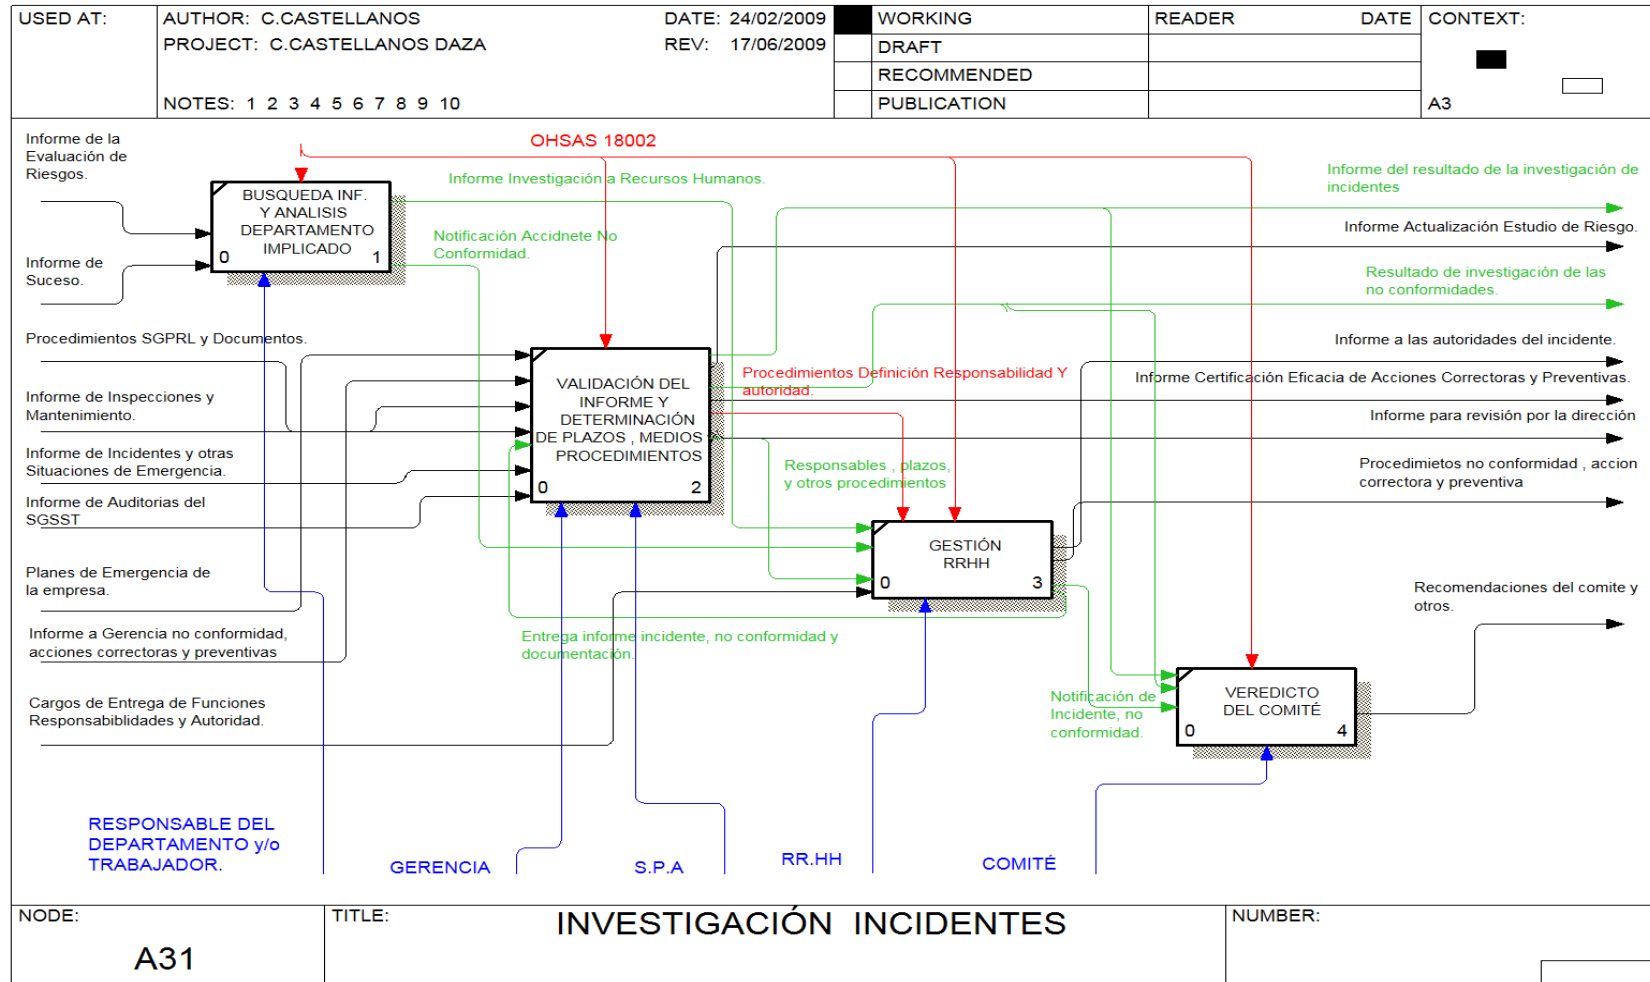 USED AT:
AUTHOR: C.CASTELLANOS
DATE: 24/02/2009
PROJECT: C.CASTELLANOS DAZA
REV: 17/06/2009
NOTES: 1 2 3 4 5 6 7 8 9 10
WORKING
DRAFT
RECOMMENDED
PUBLICATION
READER
DATE
CONTEXT:
A3
Informe de la
Evaluación de
Riesgos.
Informe de
Suceso.
Procedimientos SGPRL y Documentos.
Informe de Inspecciones y
Mantenimiento.
Informe de Incidentes y otras
Situaciones de Emergencia.
Informe de Auditorias del
SGSST
Planes de Emergencia de
la empresa.
Informe a Gerencia no conformidad,
acciones correctoras y preventivas
Cargos de Entrega de Funciones
Responsabiblidades y Autoridad.
OHSAS 18002
BUSQUEDA INF.
Y ANALISIS
DEPARTAMENTO
IMPLICADO
0
1
Informe Investigación a Recursos Humanos.
Notificación Accidnete No
Conformidad.
VALIDACIÓN DEL
INFORME Y
DETERMINACIÓN
DE PLAZOS , MEDIOS
PROCEDIMIENTOS
0
2
Procedimientos Definición Responsabilidad Y
autoridad.
Responsables , plazos,
y otros procedimientos
GESTIÓN
RRHH
0
3
Entrega informe incidente, no conformidad y
documentación.
Notificación de
Incidente, no
conformidad.
VEREDICTO
DEL COMITÉ
0
4
Informe del resultado de la investigación de
incidentes
Informe Actualización Estudio de Riesgo.
Resultado de investigación de las
no conformidades.
Informe a las autoridades del incidente.
Informe Certificación Eficacia de Acciones Correctoras y Preventivas.
Informe para revisión por la dirección
Procedimietos no conformidad , accion
correctora y preventiva
Recomendaciones del comite y
otros.
RESPONSABLE DEL
DEPARTAMENTO y/o
TRABAJADOR.
GERENCIA
S.P.A
RR.HH
COMITÉ
NODE:
A31
TITLE:
INVESTIGACIÓN INCIDENTES
NUMBER: